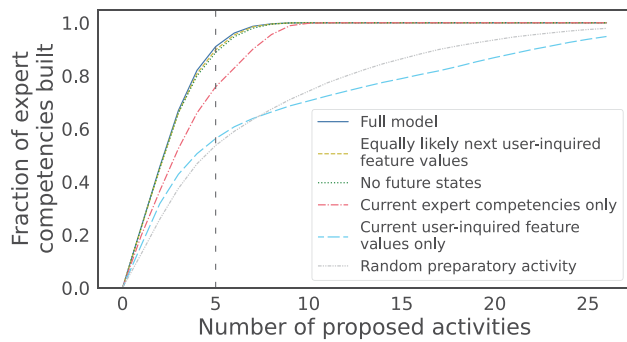 Fraction of expert
competencies built
1.0
0.8
0.6
0.4
0.2
0.0
Full model
Equally likely next user-inquired
feature values
No future states
Current expert competencies only
Current user-inquired feature
values only
Random preparatory activity
0 5 10 15 20 25
Number of proposed activities